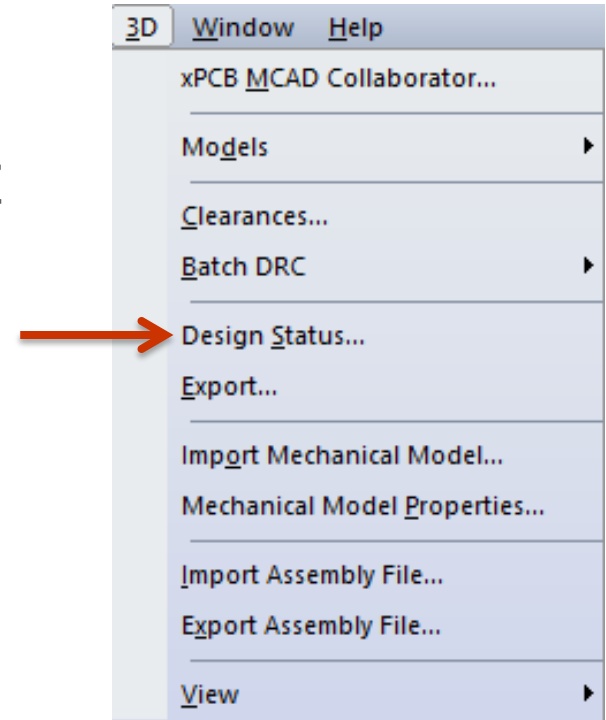 3D Window Help
xPCB MCAD Collaborator...
Models
Clearances...
Batch DRC
Design Status...
Export...
Import Mechanical Model...
Mechanical Model Properties...
Import Assembly File...
Export Assembly File...
View